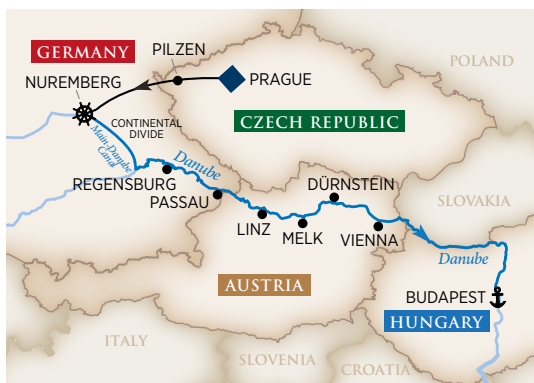 GERMANY
PILZEN
POLAND
NUREMBERG
PRAGUE
CONTINENTAL
DIVIDE
CZECH REPUBLIC
Main-Danube
Canal
Danube
REGENSBURG
DÜRNSTEIN
SLOVAKIA
PASSAU
LINZ
MELK
VIENNA
Danube
AUSTRIA
BUDAPEST
HUNGARY
ITALY
SLOVENIA
CROATIA